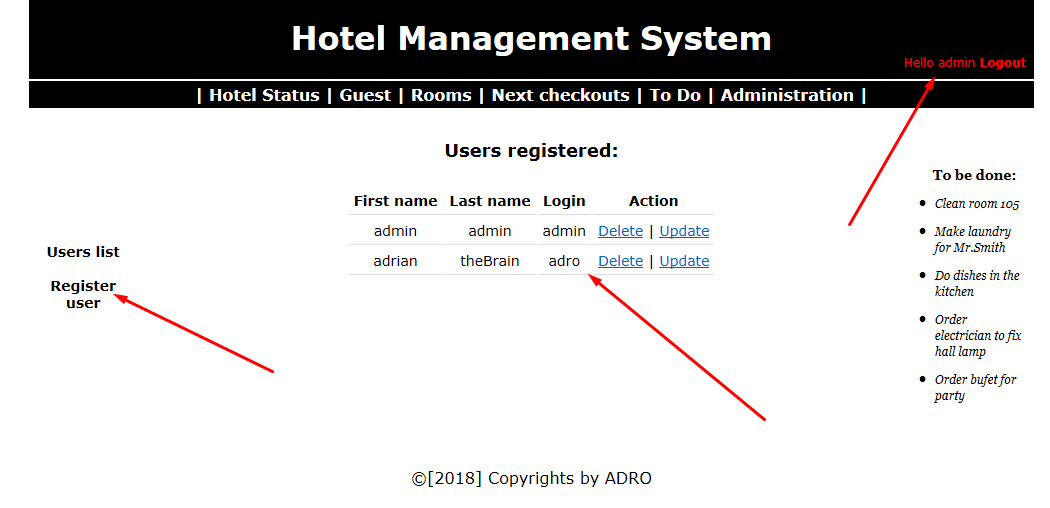 Hotel Management System
Hello admin Logout
| Hotel Status | Guest | Rooms | Next checkouts | To Do | Administration |
Users list
Register
user
Users registered:
First name Last name Login Action
admin admin admin Delete | Update
adrian theBrain adro Delete | Update
To be done:
• Clean room 105
• Make laundry
for Mr.Smith
• Do dishes in the
kitchen
• Order
electrician to fix
hall lamp
• Order bufet for
party
©[2018] Copyrights by ADRO